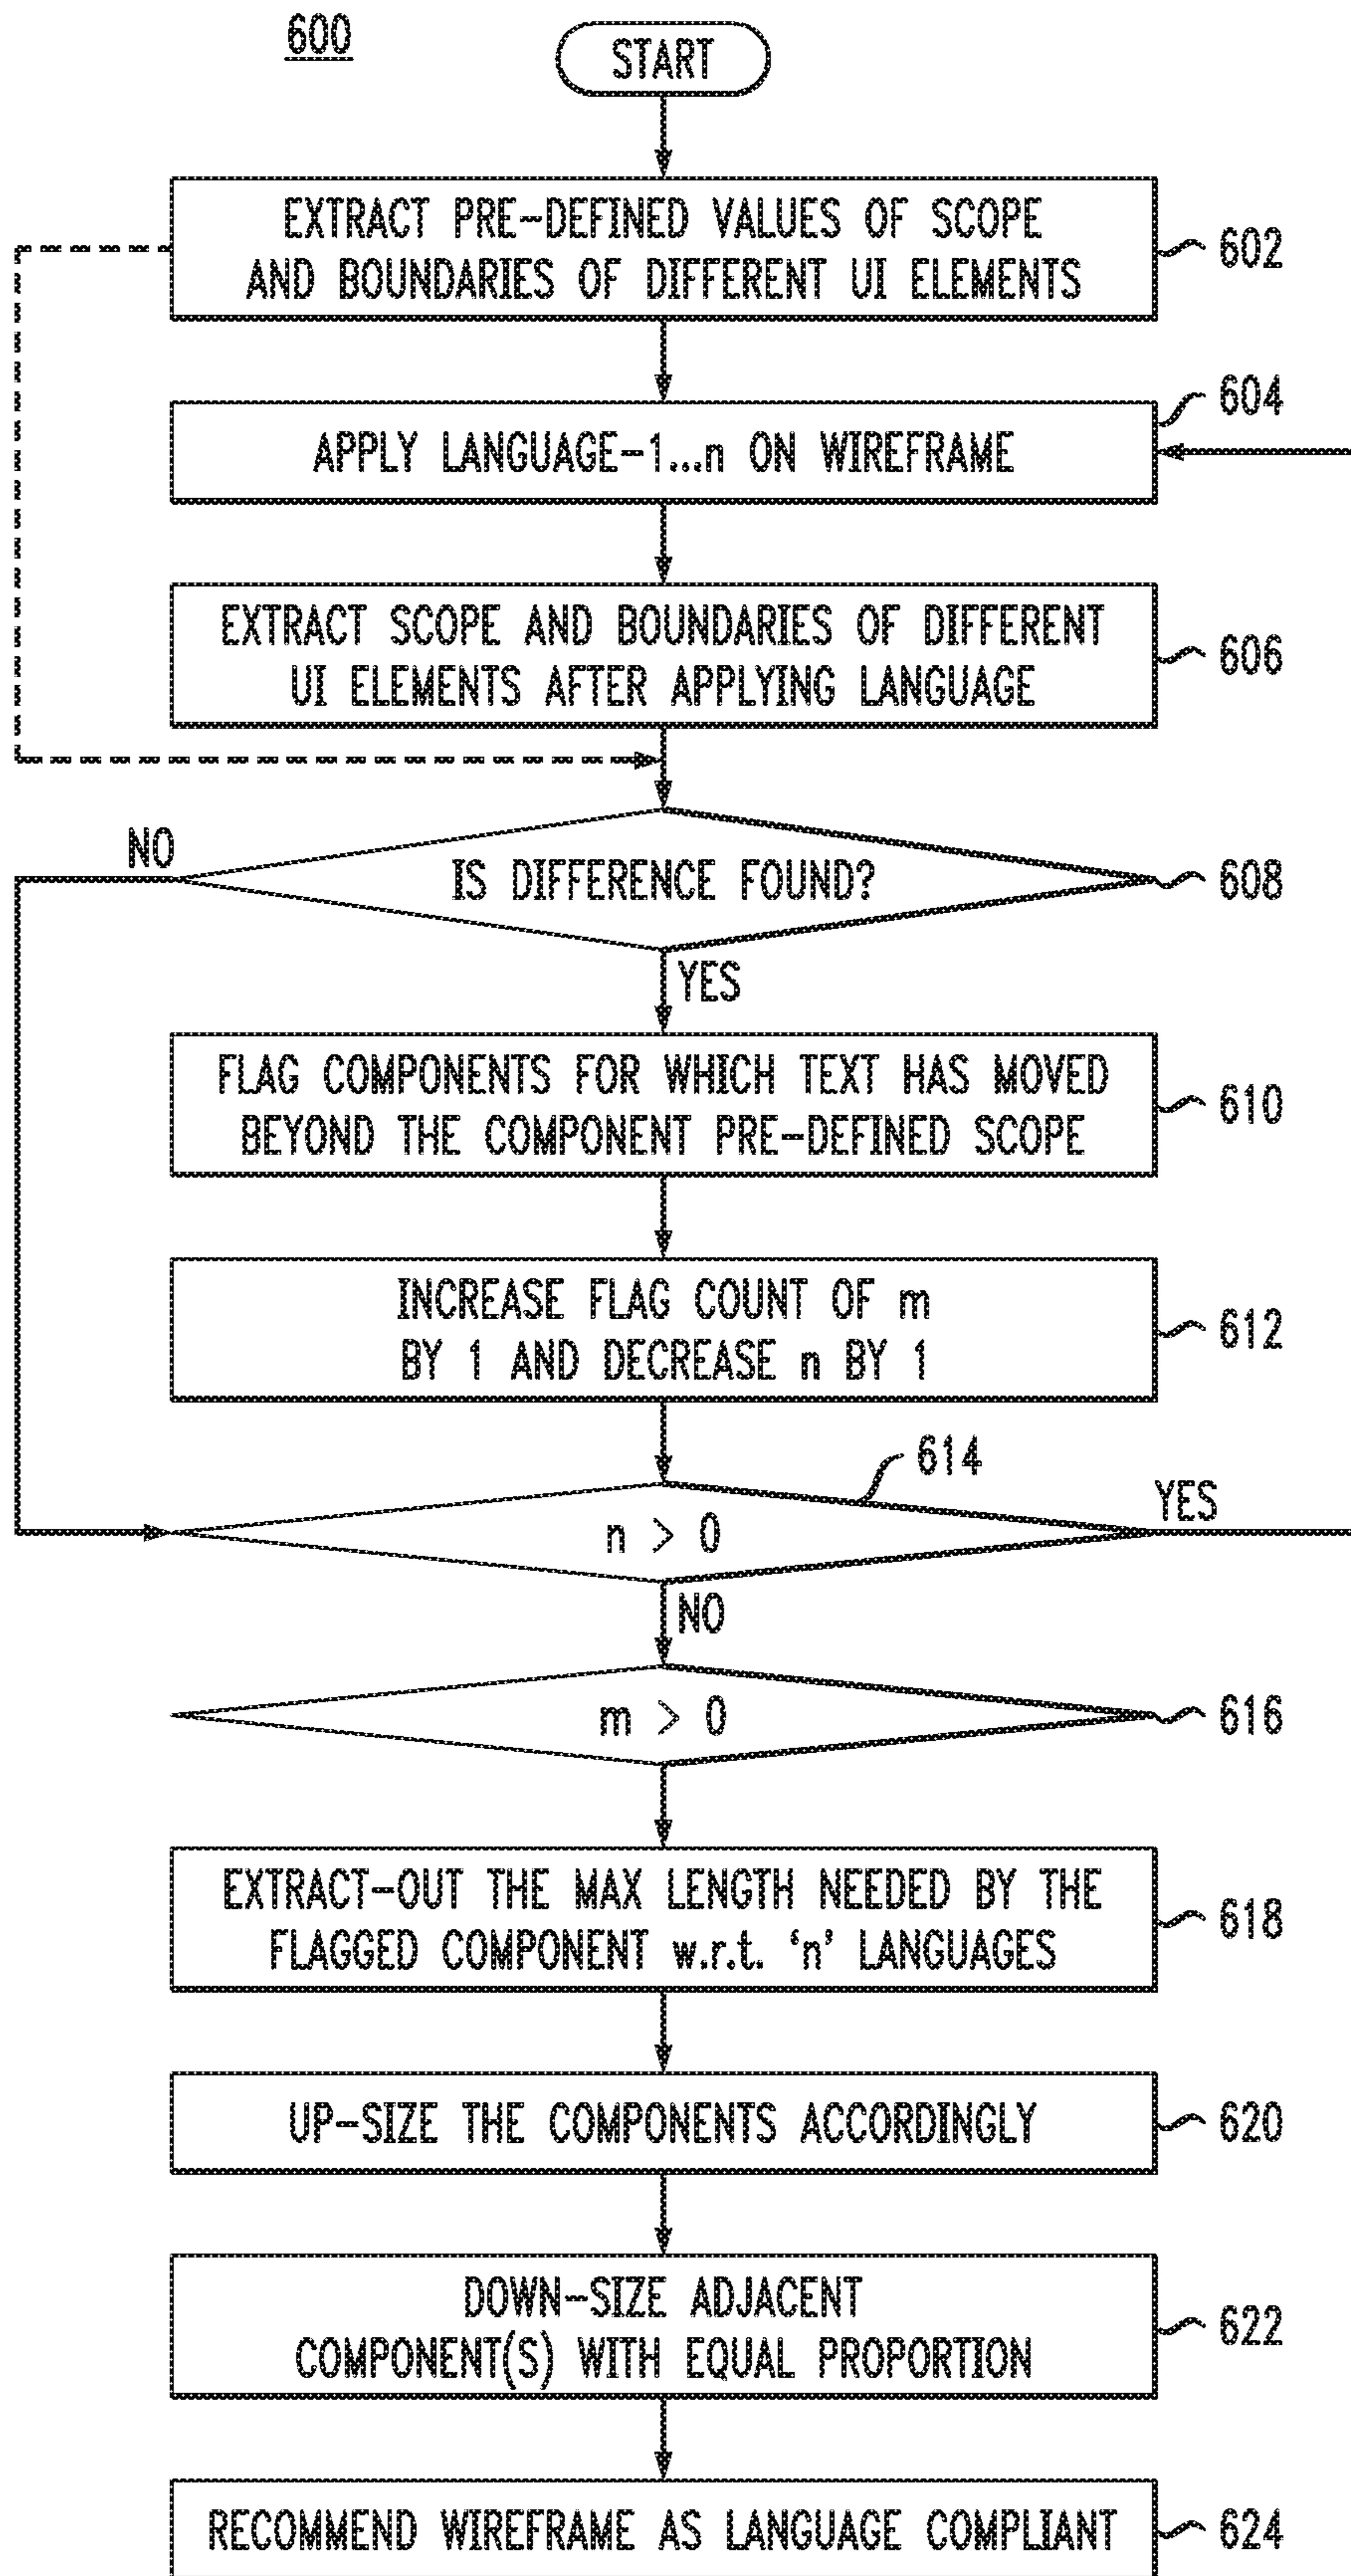 600
START
EXTRACT PRE-DEFINED VALUES OF SCOPE
AND BOUNDARIES OF DIFFERENT UI ELEMENTS
602
604
APPLY LANGUAGE-1...n ON WIREFRAME
EXTRACT SCOPE AND BOUNDARIES OF DIFFERENT
UI ELEMENTS AFTER APPLYING LANGUAGE
606
NO
IS DIFFERENCE FOUND?
608
YES
FLAG COMPONENTS FOR WHICH TEXT HAS MOVED
BEYOND THE COMPONENT PRE-DEFINED SCOPE
610
INCREASE FLAG COUNT OF m
BY 1 AND DECREASE n BY 1
612
614
YES
n > 0
NO
m > 0
616
EXTRACT-OUT THE MAX LENGTH NEEDED BY THE
FLAGGED COMPONENT w.r.t. ‘n’ LANGUAGES
618
UP-SIZE THE COMPONENTS ACCORDINGLY
620
DOWN-SIZE ADJACENT
COMPONENT(S) WITH EQUAL PROPORTION
622
RECOMMEND WIREFRAME AS LANGUAGE COMPLIANT
624